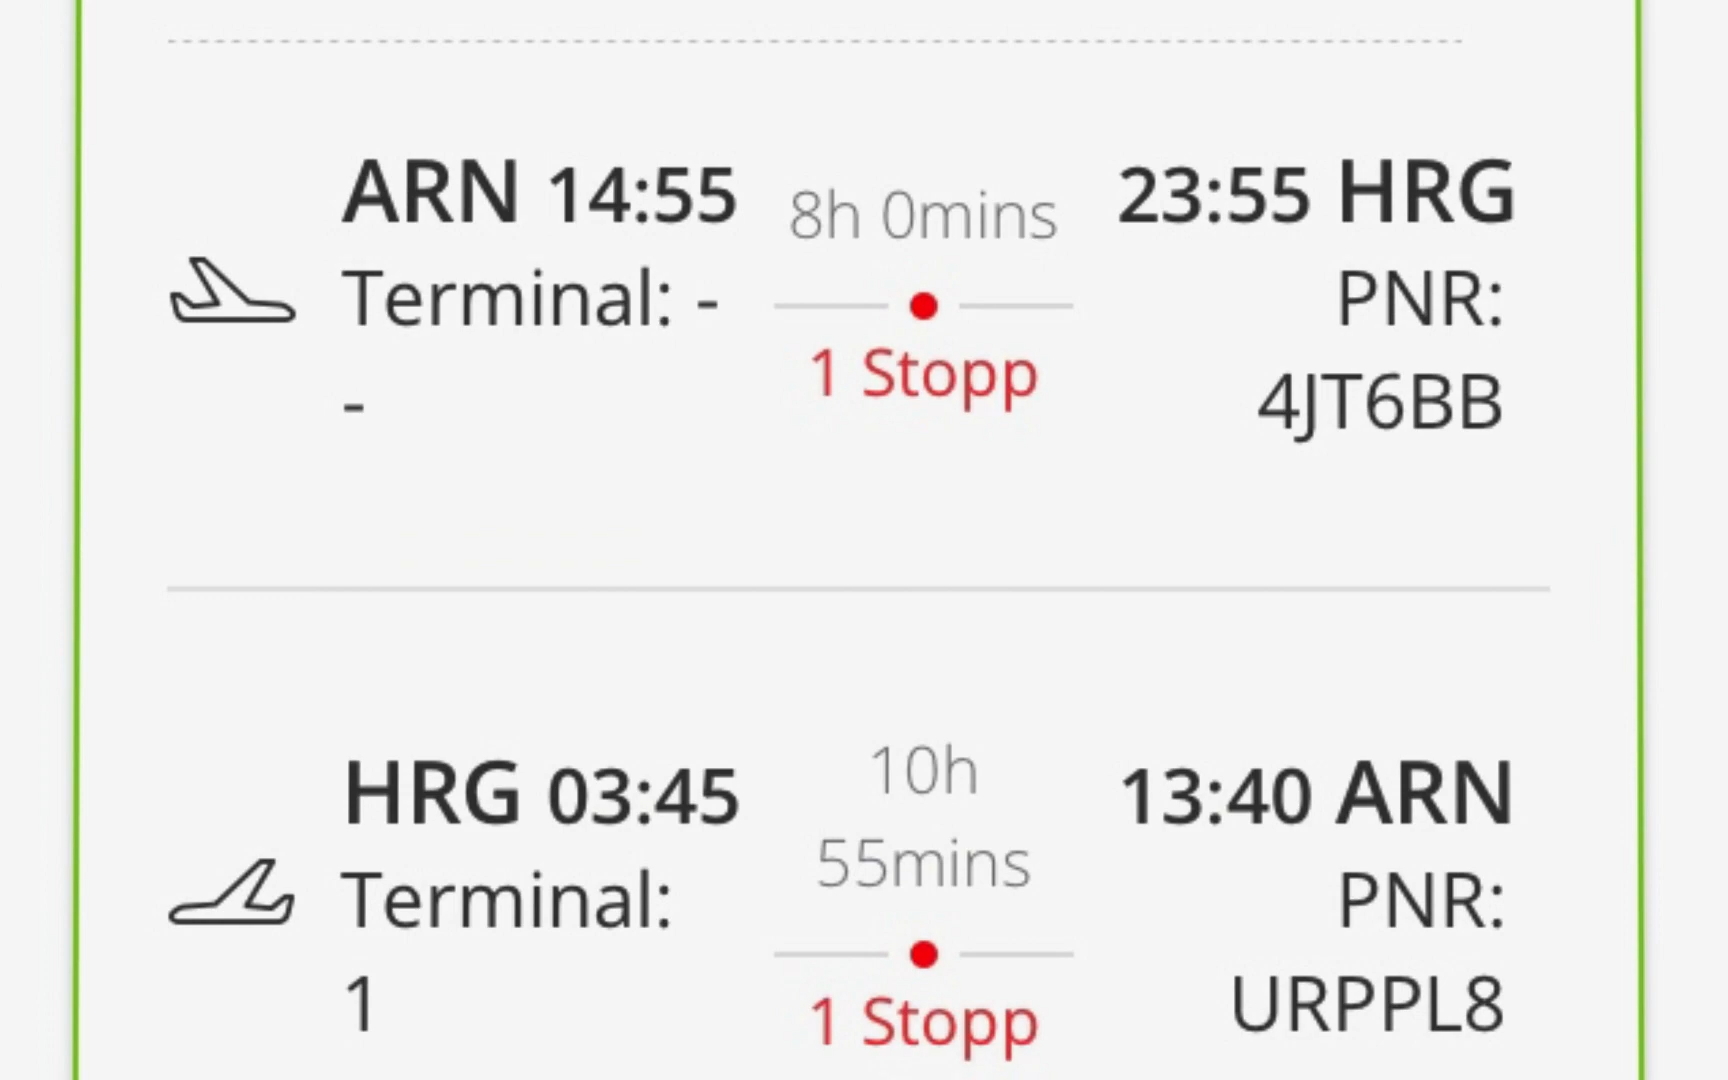 ARN 14:55 8h 0mins 23:55 HRG
Terminal: - PNR:
- 1 Stopp 4JT6BB
HRG 03:45 10h 13:40 ARN
55mins
Terminal: PNR:
1 1 Stopp URPPL8